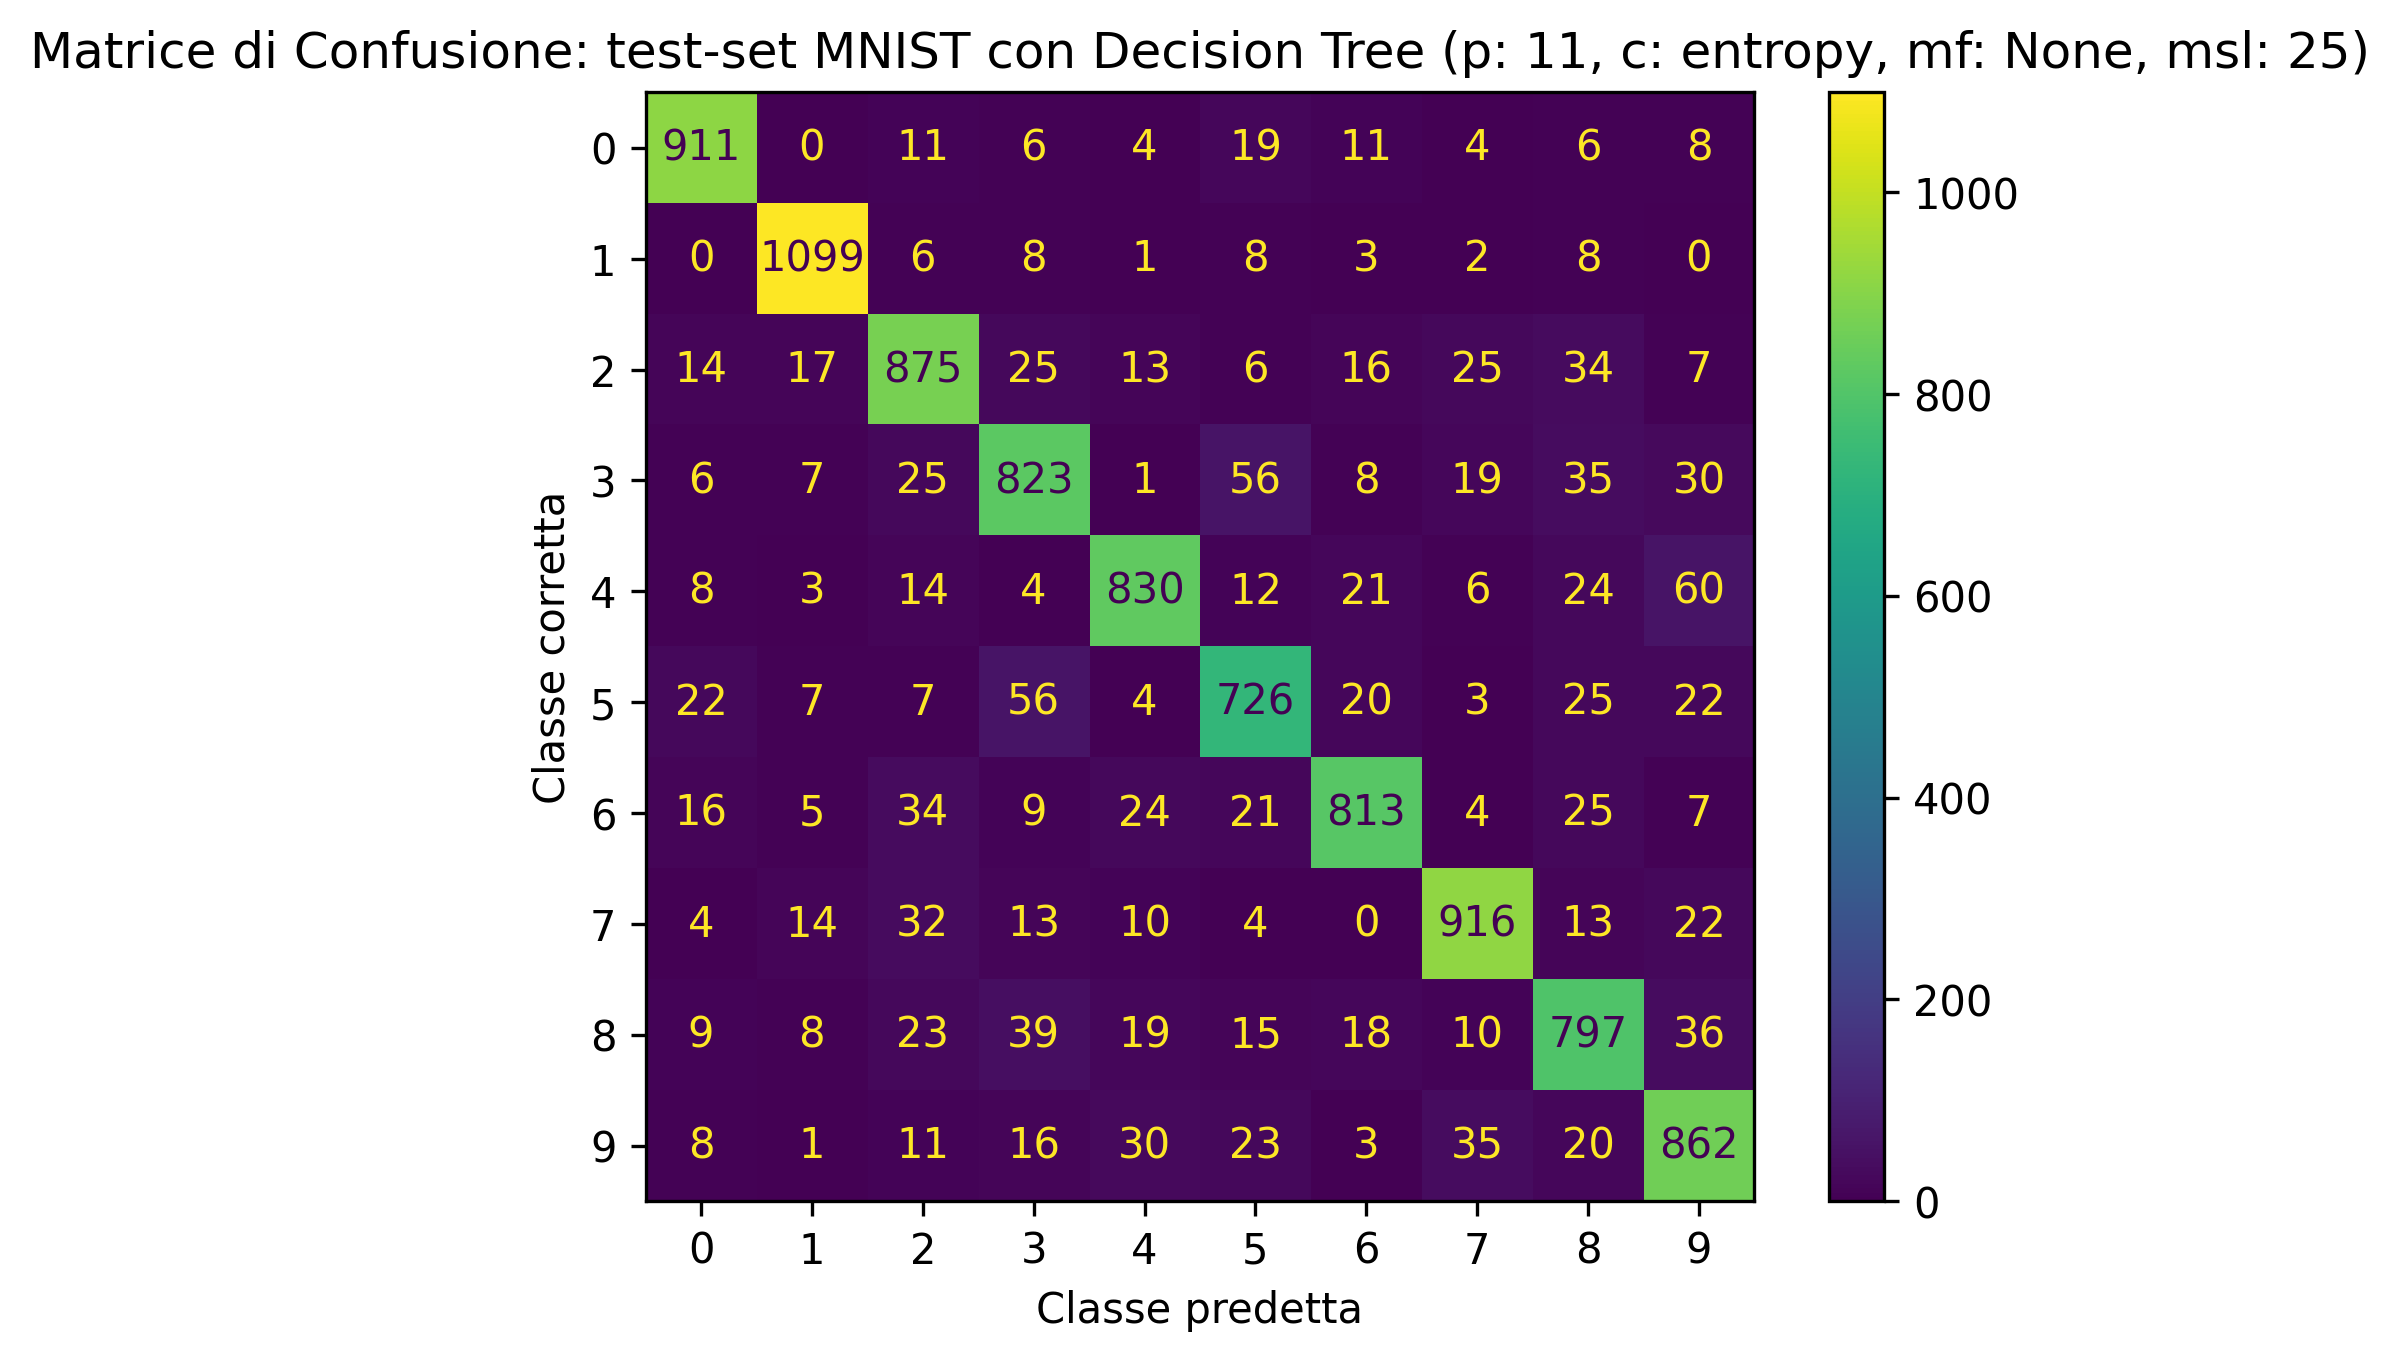 Matrice di Confusione: test-set MNIST con Decision Tree (p: 11, c: entropy, mf: None, msl: 25)
Classe corretta
0 911 0 11 6 4 19 11 4 6 8
1 0 1099 6 8 1 8 3 2 8 0
2 14 17 875 25 13 6 16 25 34 7
3 6 7 25 823 1 56 8 19 35 30
4 8 3 14 4 830 12 21 6 24 60
5 22 7 7 56 4 726 20 3 25 22
6 16 5 34 9 24 21 813 4 25 7
7 4 14 32 13 10 4 0 916 13 22
8 9 8 23 39 19 15 18 10 797 36
9 8 1 11 16 30 23 3 35 20 862
0 1 2 3 4 5 6 7 8 9
Classe predetta
1000
800
600
400
200
0